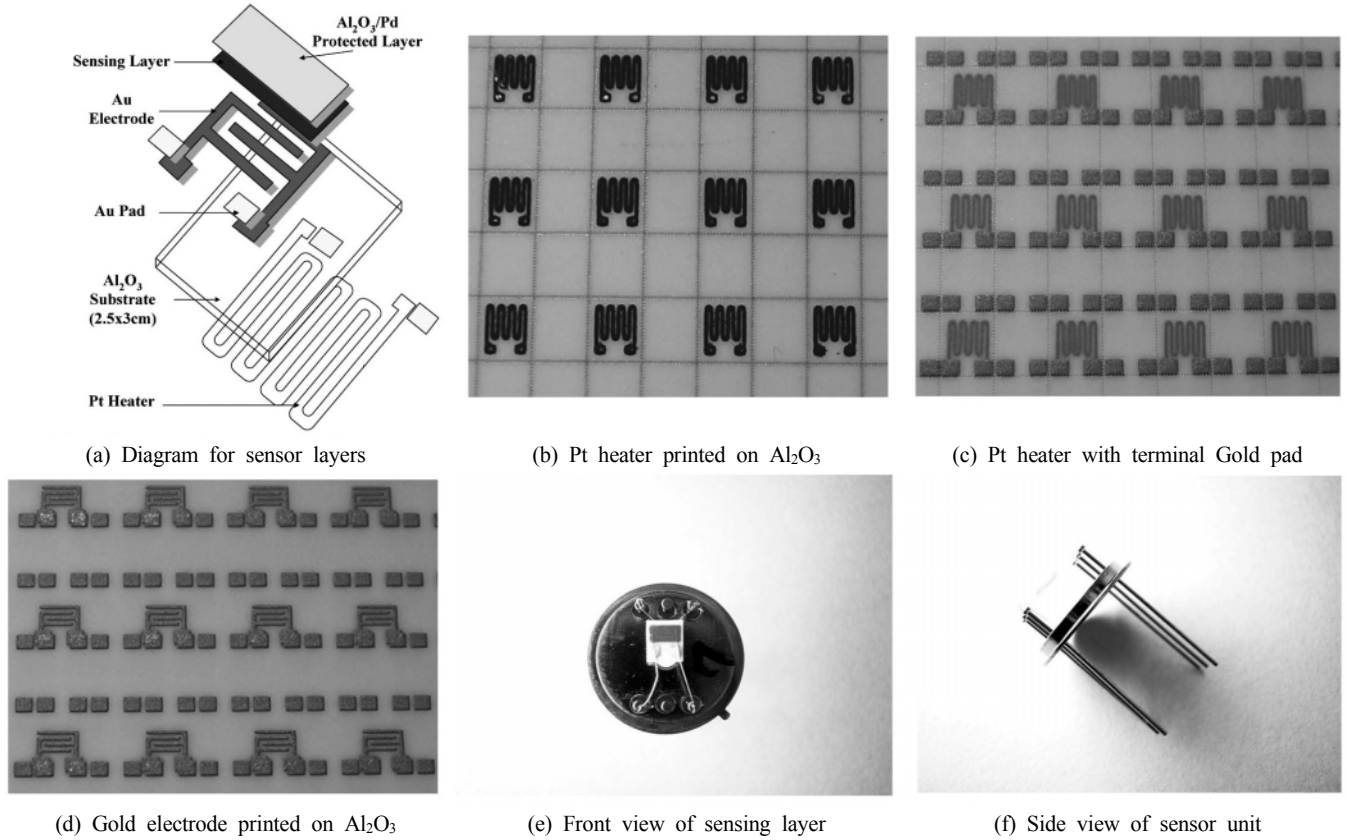 Al₂O₃/Pd
Protected Layer
Sensing Layer
Au
Electrode
Au Pad
Al₂O₃
Substrate
(2.5x3cm)
Pt Heater
(a) Diagram for sensor layers
(b) Pt heater printed on Al₂O₃
(c) Pt heater with terminal Gold pad
(d) Gold electrode printed on Al₂O₃
(e) Front view of sensing layer
(f) Side view of sensor unit